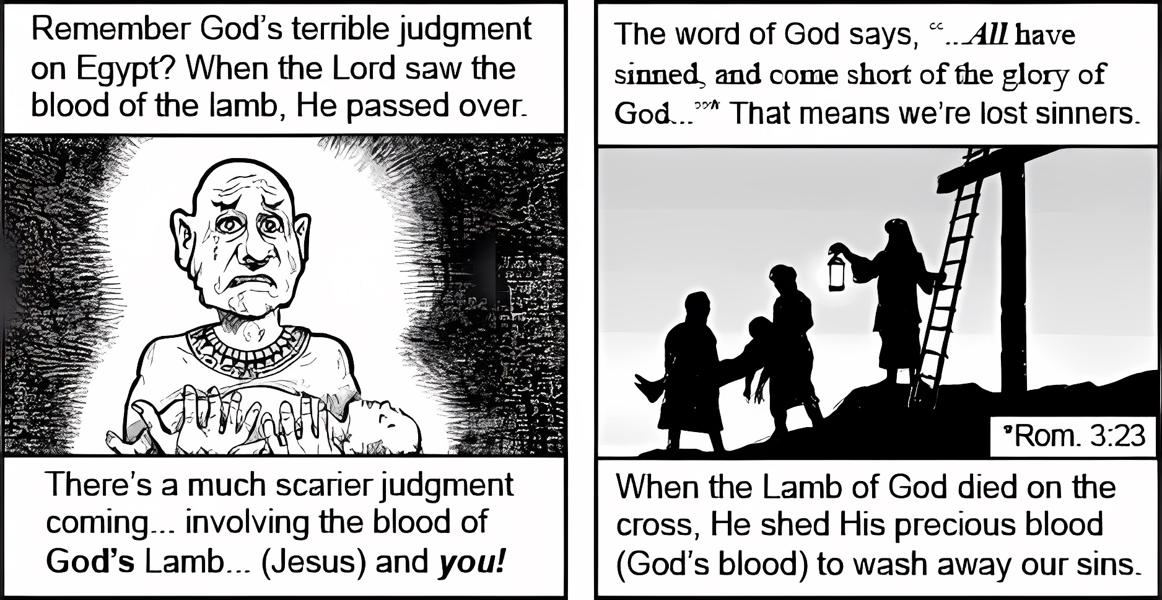 Remember God's terrible judgment
on Egypt? When the Lord saw the
blood of the lamb, He passed over.
There's a much scarier judgment
coming... involving the blood of
God's Lamb... (Jesus) and you!
The word of God says, “...All have
sinned, and come short of the glory of
God...”* That means we're lost sinners.
*Rom. 3:23
When the Lamb of God died on the
cross, He shed His precious blood
(God's blood) to wash away our sins.